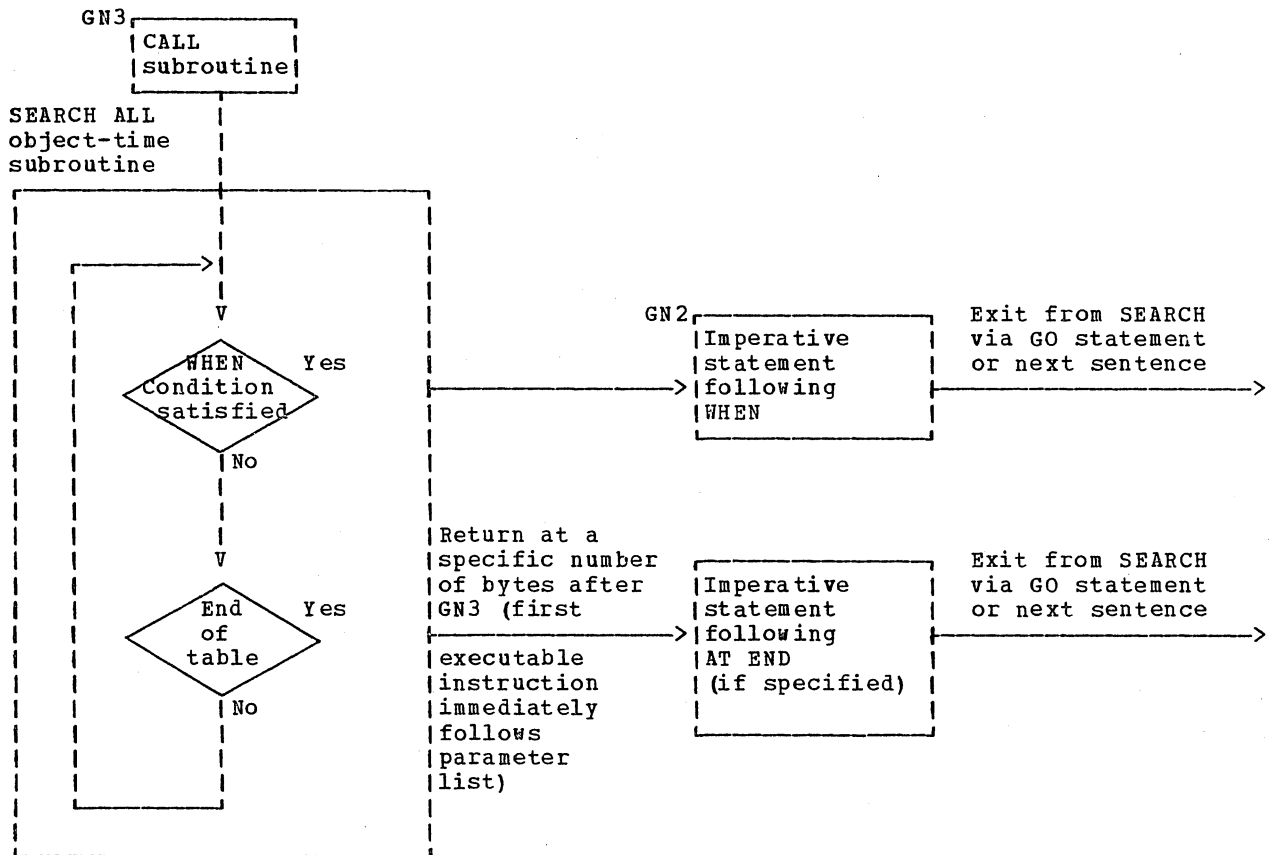 GN3
CALL
subroutine
SEARCH ALL
object-time
subroutine
WHEN
Condition
satisfied
Yes
No
GN2
Imperative
statement
following
WHEN
Exit from SEARCH
via GO statement
or next sentence
End
of
table
Yes
No
Return at a
specific number
of bytes after
GN3 (first
executable
instruction
immediately
follows
parameter
list)
Imperative
statement
following
AT END
(if specified)
Exit from SEARCH
via GO statement
or next sentence